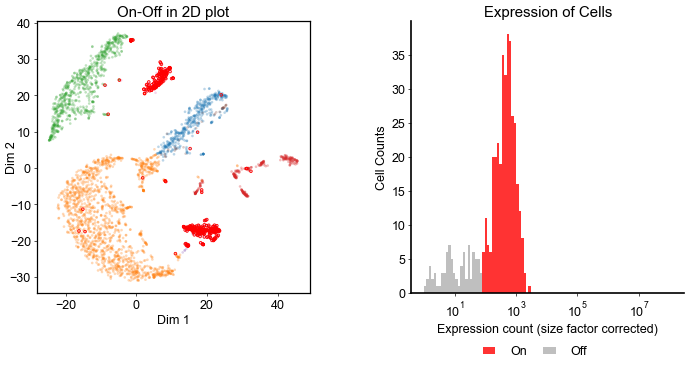 On-Off in 2D plot
40
30
20
10
0
−10
−20
−30
Dim 2
−20 0 20 40
Dim 1
Expression of Cells
35
30
25
20
15
10
5
0
Cell Counts
10^1 10^3 10^5 10^7
Expression count (size factor corrected)
On Off